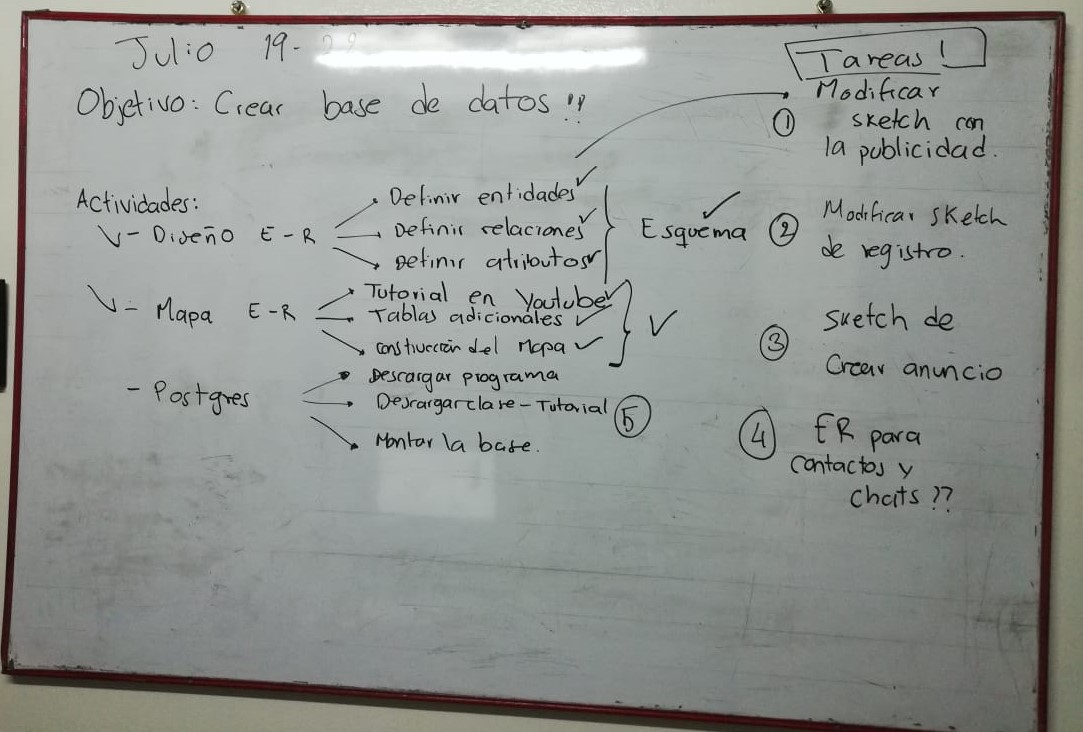 Julio 19-
Objetivo: Crear base de datos !!
Actividades:
- Diseño E-R
Definir entidades
Definir relaciones
Definir atributos
Esquema
- Mapa E-R
Tutorial en Youtube
Tablas adicionales
construcción del Mapa
- Postgres
Descargar programa
Descargar clase - Tutorial
5
Montar la base.
Tareas!
1 Modificar
sketch con
la publicidad.
2 Modificar sketch
de registro.
3 sketch de
Crear anuncio
4 ER para
contactos y
chats ??